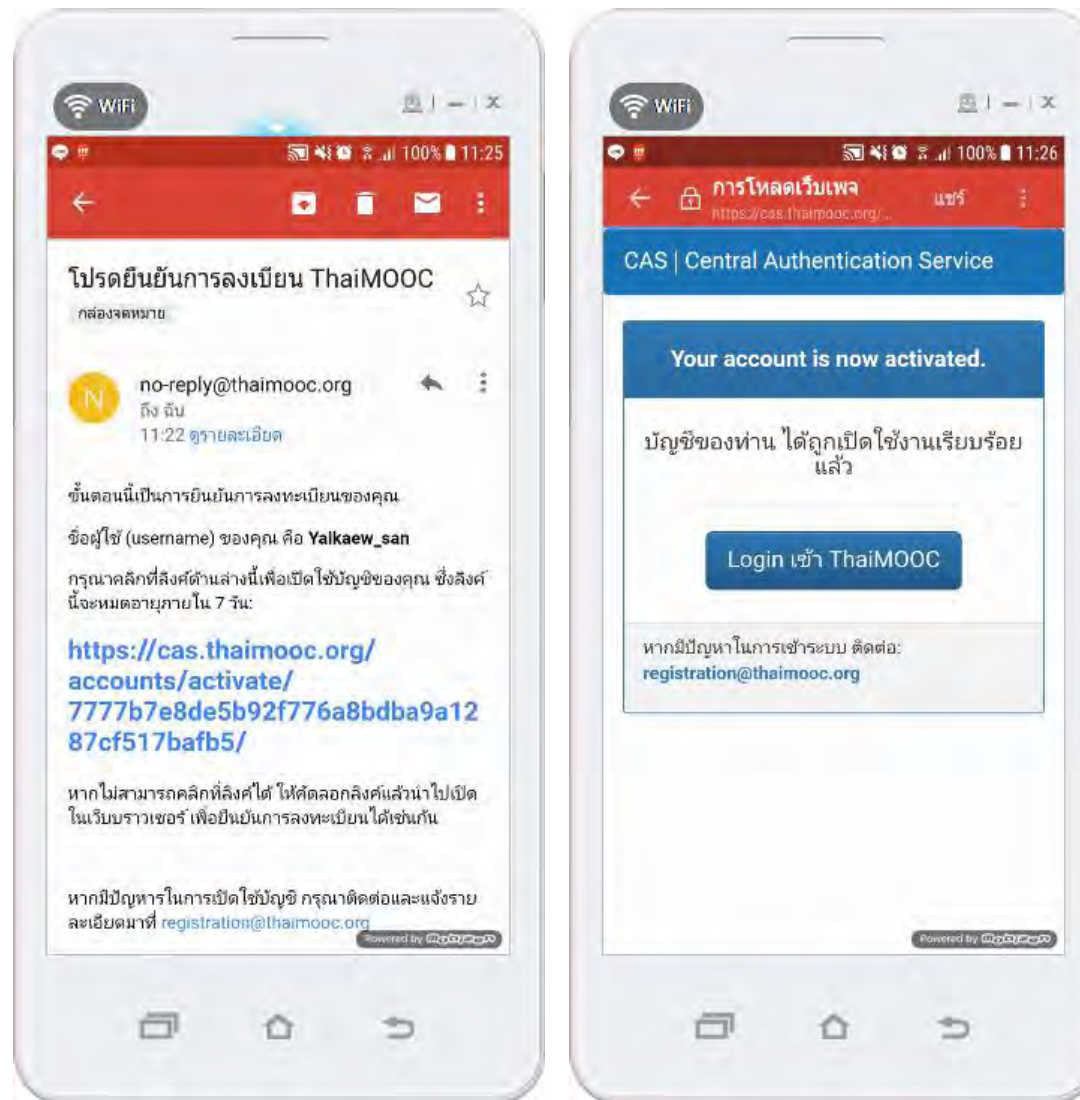 WiFi
100% 11:25
โปรดยืนยันการลงเบียน ThaiMOOC
กล่องจดหมาย
N
no-reply@thaimooc.org
ถึง ฉัน
11:22 ดูรายละเอียด
ขั้นตอนนี้เป็นการยืนยันการลงทะเบียนของคุณ
ชื่อผู้ใช้ (username) ของคุณ คือ Yaikaew_san
กรุณาคลิกที่ลิงค์ด้านล่างนี้เพื่อเปิดใช้บัญชีของคุณ ซึ่งลิงค์
นี้จะหมดอายุภายใน 7 วัน:
https://cas.thaimooc.org/
accounts/activate/
7777b7e8de5b92f776a8bdba9a12
87cf517bafb5/
หากไม่สามารถคลิกที่ลิงค์ได้ ให้คัดลอกลิงค์แล้วนำไปเปิด
ในเว็บบราวเซอร์ เพื่อยืนยันการลงทะเบียนได้เช่นกัน
หากมีปัญหารในการเปิดใช้บัญชี กรุณาติดต่อและแจ้งราย
ละเอียดมาที่ registration@thaimooc.org
Powered by
WiFi
100% 11:26
การโหลดเว็บเพจ
https://cas.thaimooc.org/...
แชร์
CAS | Central Authentication Service
Your account is now activated.
บัญชีของท่าน ได้ถูกเปิดใช้งานเรียบร้อย
แล้ว
Login เข้า ThaiMOOC
หากมีปัญหาในการเข้าระบบ ติดต่อ:
registration@thaimooc.org
Powered by